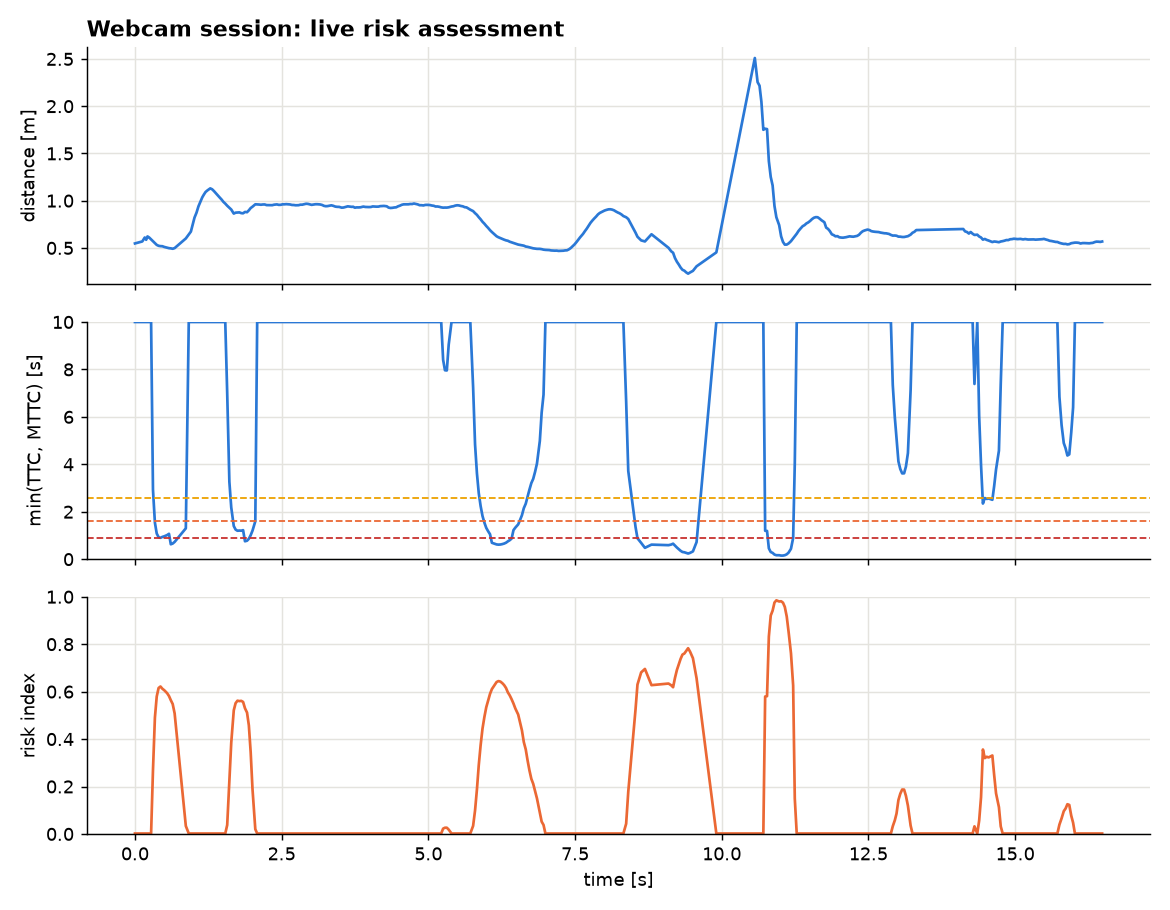 Webcam session: live risk assessment
distance [m]
2.5
2.0
1.5
1.0
0.5
min(TTC, MTTC) [s]
10
8
6
4
2
0
risk index
1.0
0.8
0.6
0.4
0.2
0.0
0.0 2.5 5.0 7.5 10.0 12.5 15.0
time [s]